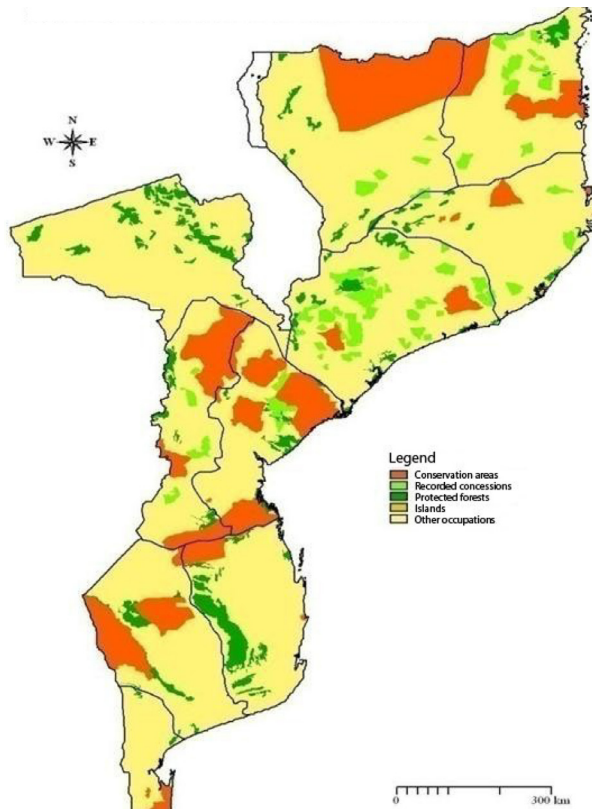 N
W E
S
Legend
Conservation areas
Recorded concessions
Protected forests
Islands
Other occupations
0 300 km